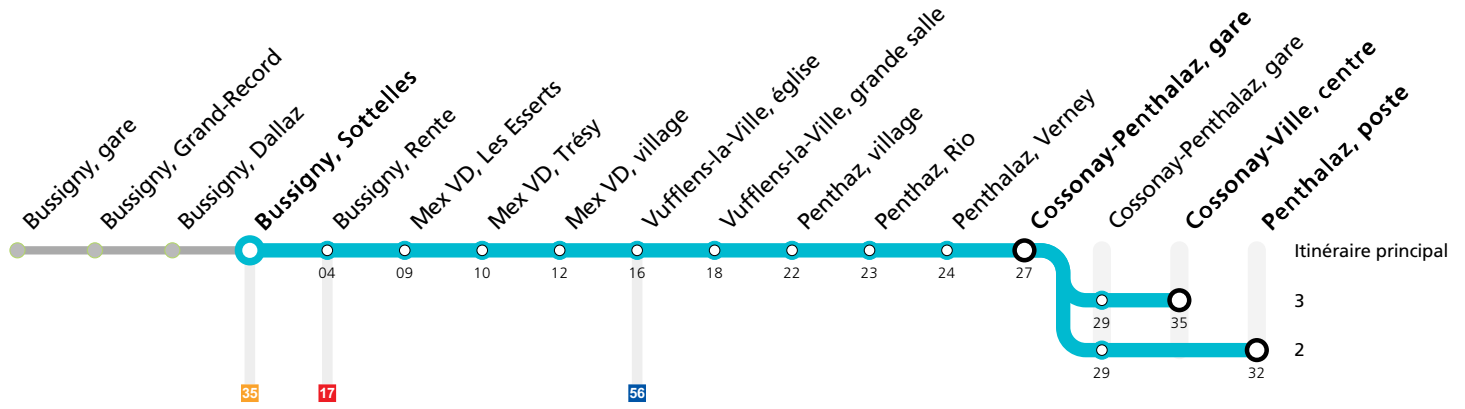 Bussigny, gare
Bussigny, Grand-Record
Bussigny, Dallaz
Bussigny, Sottelles
Bussigny, Rente
Mex VD, Les Esserts
Mex VD, Trésy
Mex VD, village
Vufflens-la-Ville, église
Vufflens-la-Ville, grande salle
Penthaz, village
Penthaz, Rio
Penthalaz, Verney
Cossonay-Penthalaz, gare
Cossonay-Penthalaz, gare
Cossonay-Ville, centre
Penthalaz, poste
Itinéraire principal
04 09 10 12 16 18 22 23 24 27
3
29 35
2
29 32
35 17 56